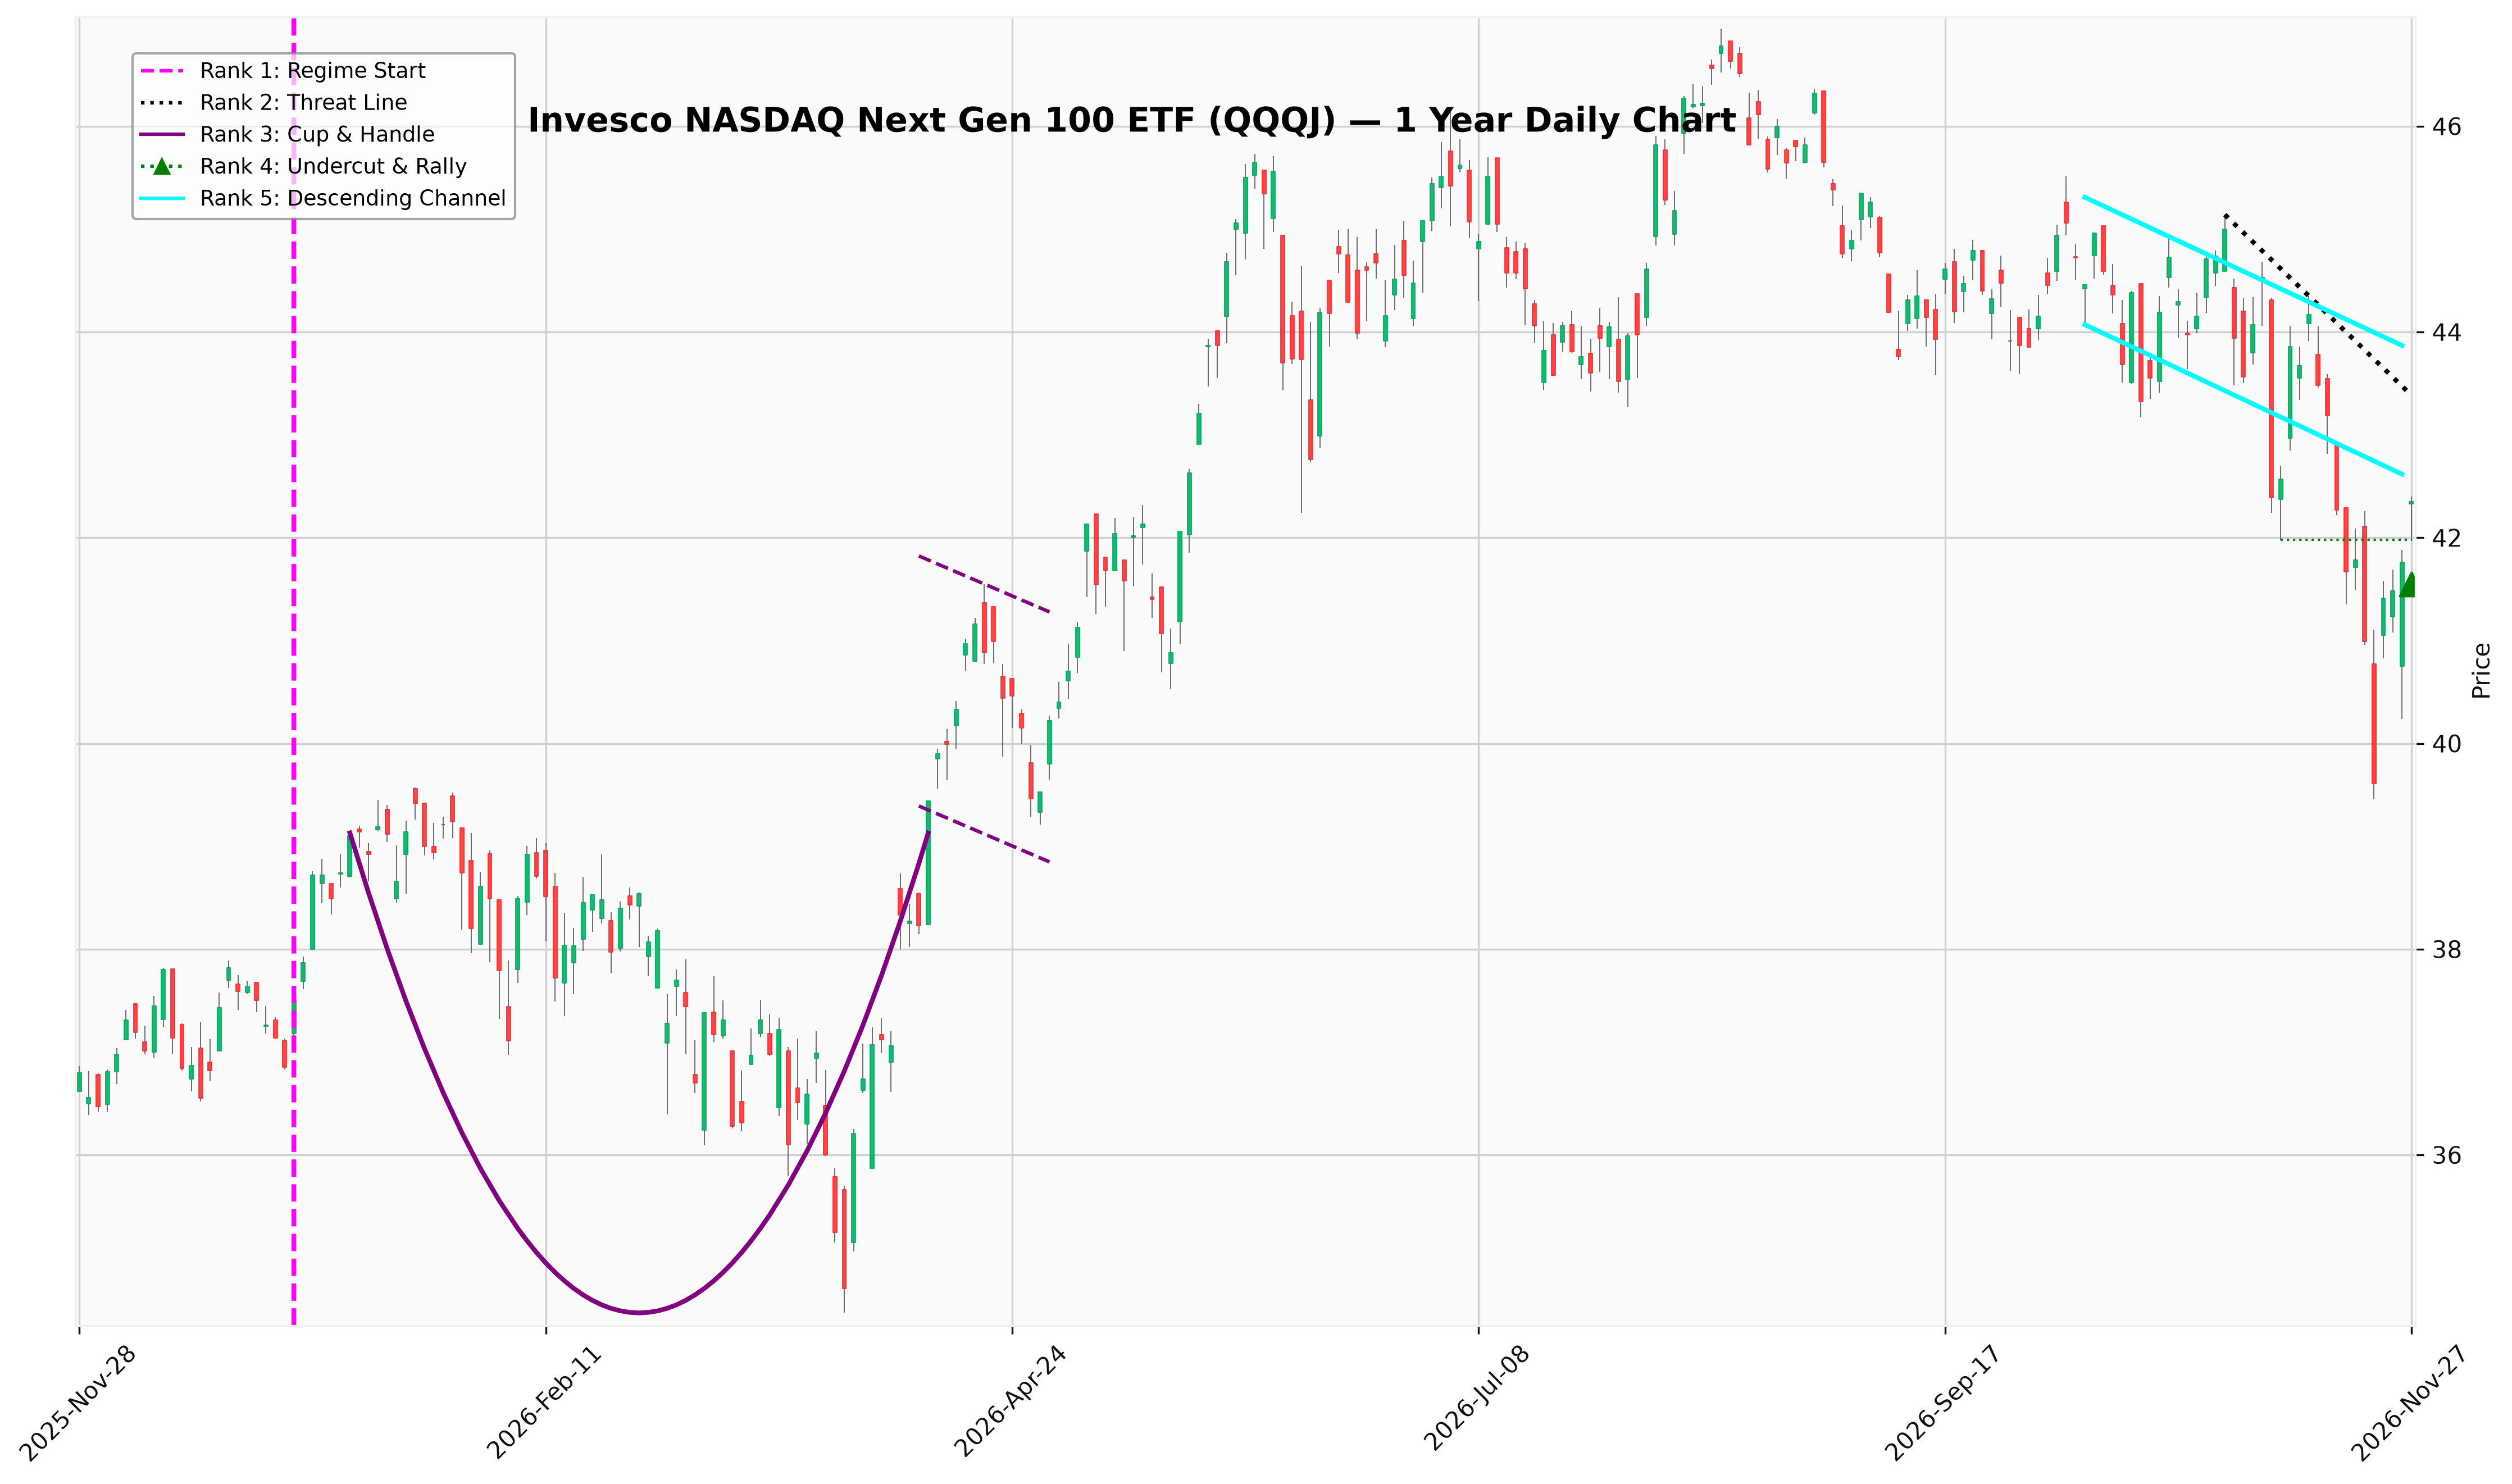 Rank 1: Regime Start
Rank 2: Threat Line
Rank 3: Cup & Handle
Rank 4: Undercut & Rally
Rank 5: Descending Channel
Invesco NASDAQ Next Gen 100 ETF (QQQJ) — 1 Year Daily Chart
46
44
42
40
38
36
Price
2025-Nov-28
2026-Feb-11
2026-Apr-24
2026-Jul-08
2026-Sep-17
2026-Nov-27